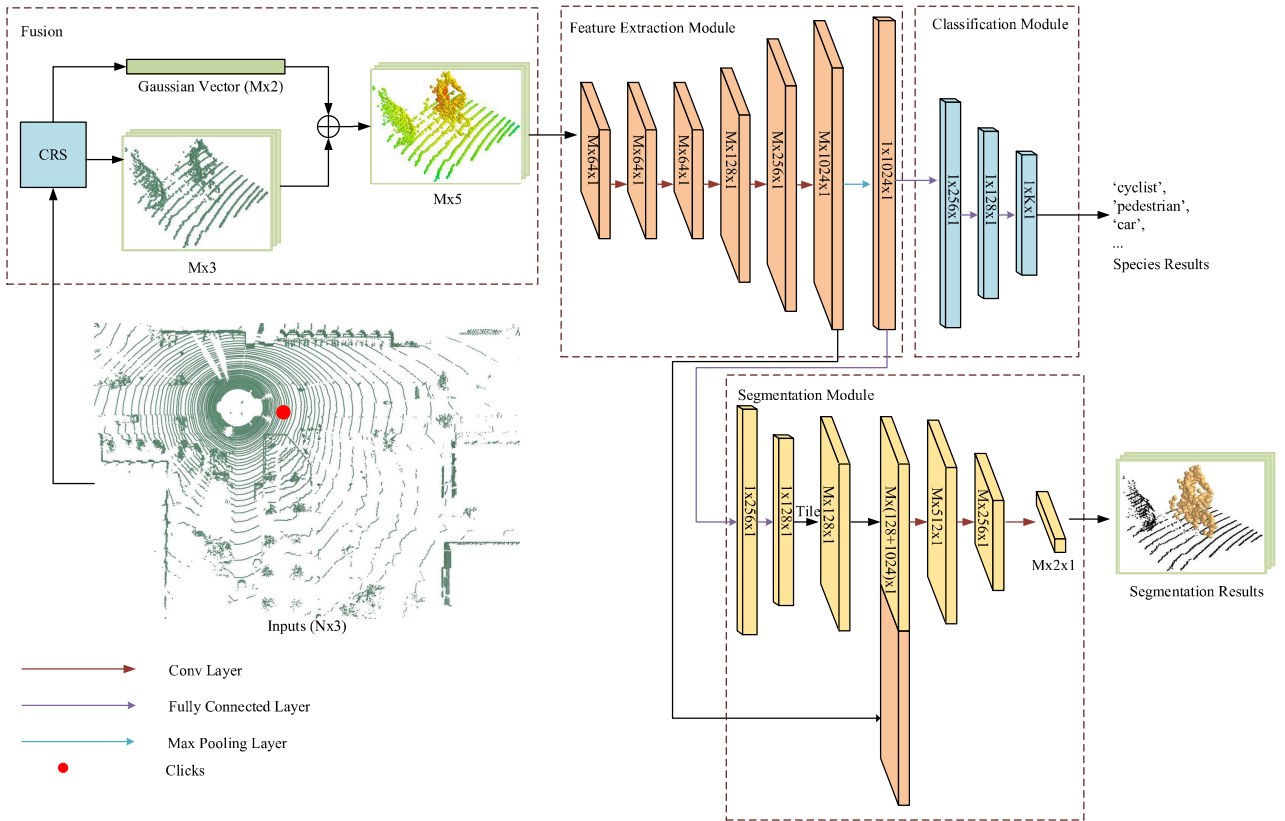 Fusion
Gaussian Vector (Mx2)
CRS
Mx3
Mx5
Feature Extraction Module
Mx64x1
Mx64x1
Mx64x1
Mx128x1
Mx256x1
Mx1024x1
1x1024x1
Classification Module
1x256x1
1x128x1
1xKx1
‘cyclist’,
’pedestrian’,
‘car’,
...
Species Results
Inputs (Nx3)
Segmentation Module
1x256x1
1x128x1
Tile
Mx128x1
Mx(128+1024)x1
Mx512x1
Mx256x1
Mx2x1
Segmentation Results
Conv Layer
Fully Connected Layer
Max Pooling Layer
Clicks